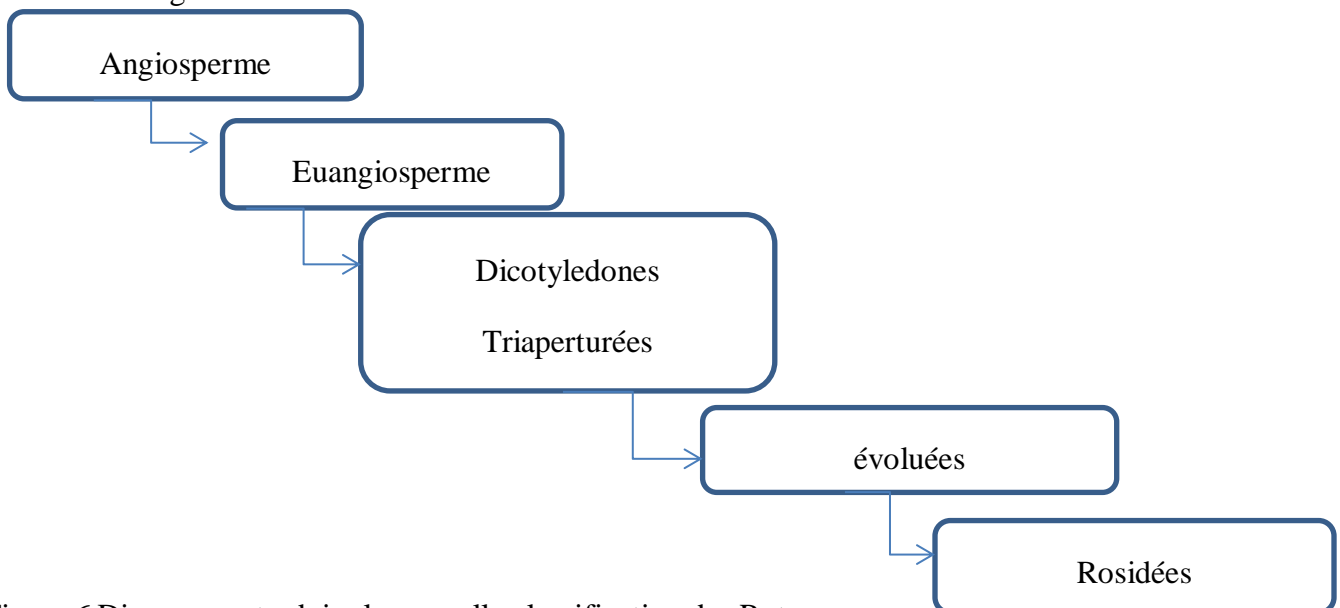 Angiosperme
Euangiosperme
Dicotyledones
Triaperturées
évoluées
Rosidées